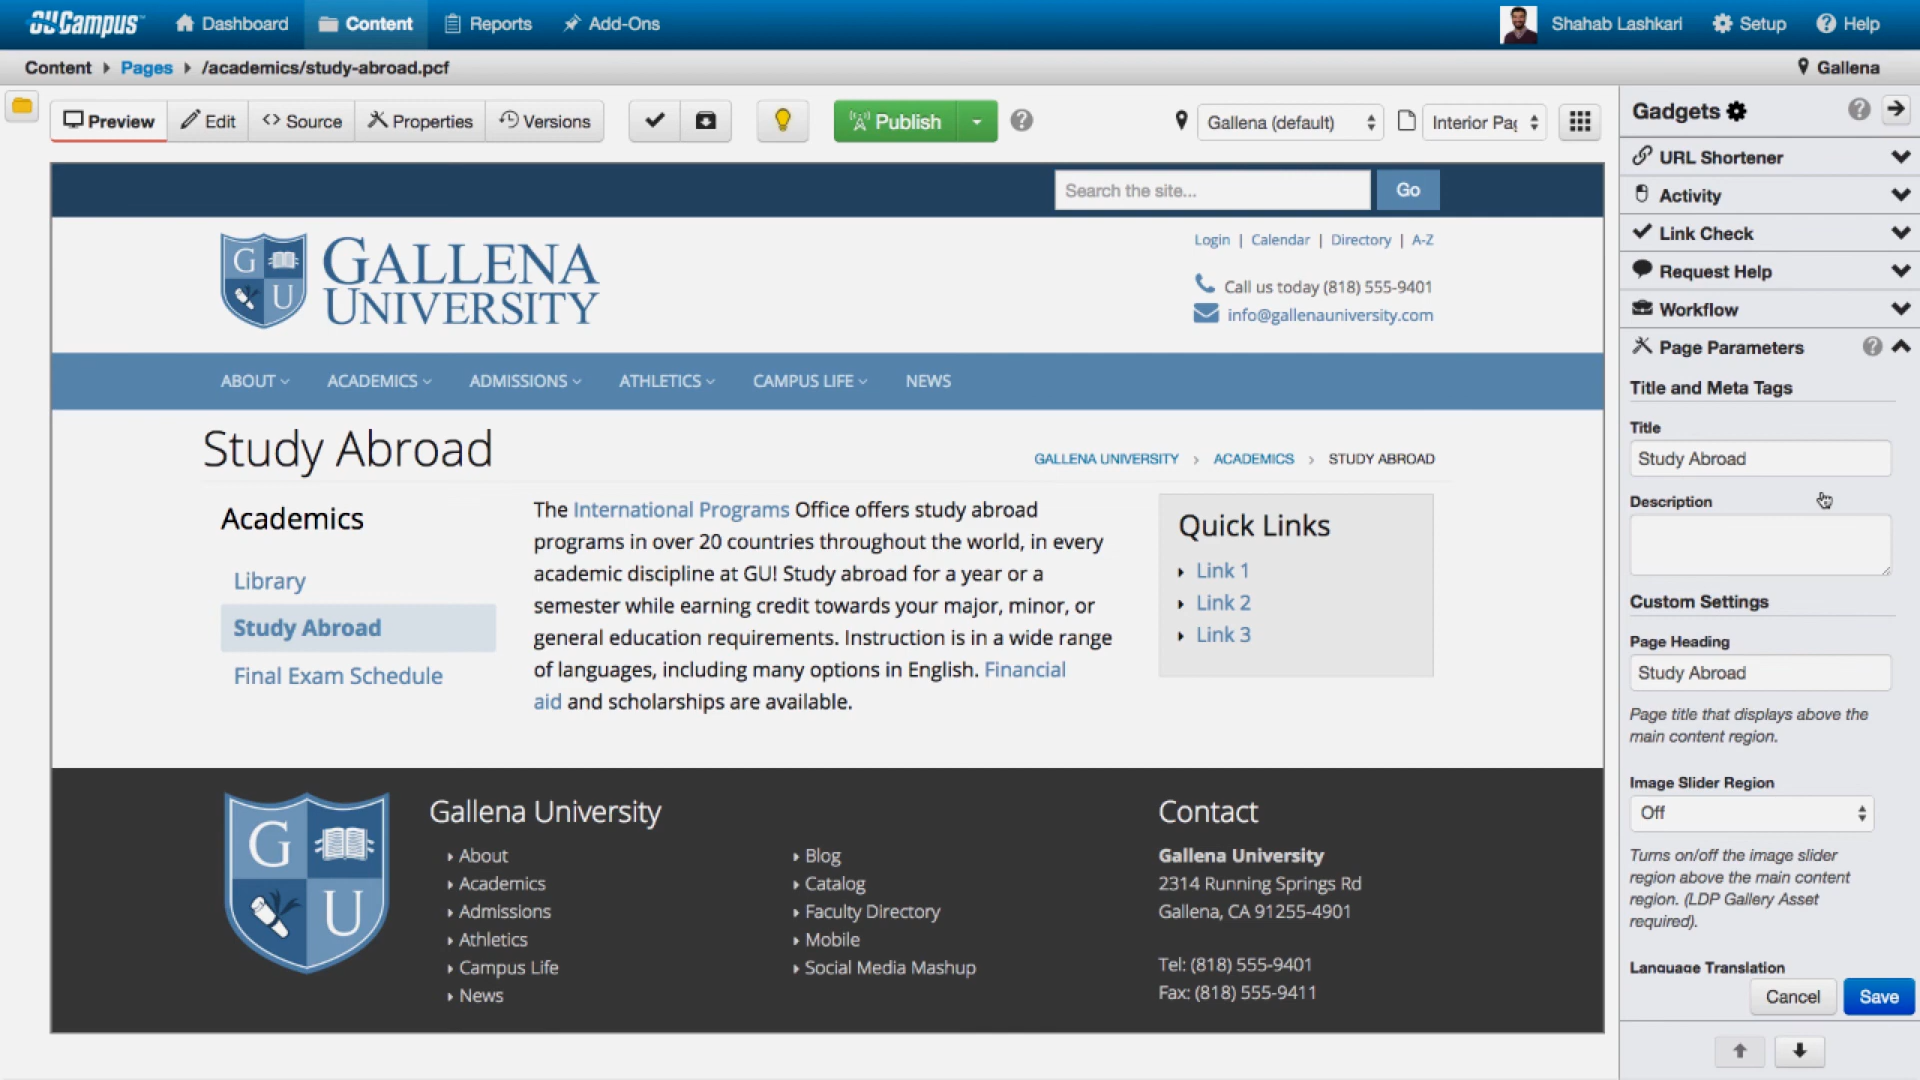 OU Campus
Dashboard
Content
Reports
Add-Ons
Shahab Lashkari
Setup
Help
Content
Pages
/academics/study-abroad.pcf
Gallena
Preview
Edit
Source
Properties
Versions
Publish
Gallena (default)
Interior Pag
Search the site...
Go
GALLENA
UNIVERSITY
G
U
Login | Calendar | Directory | A-Z
Call us today (818) 555-9401
info@gallenauniversity.com
ABOUT
ACADEMICS
ADMISSIONS
ATHLETICS
CAMPUS LIFE
NEWS
Study Abroad
GALLENA UNIVERSITY > ACADEMICS > STUDY ABROAD
Academics
Library
Study Abroad
Final Exam Schedule
The International Programs Office offers study abroad
programs in over 20 countries throughout the world, in every
academic discipline at GU! Study abroad for a year or a
semester while earning credit towards your major, minor, or
general education requirements. Instruction is in a wide range
of languages, including many options in English. Financial
aid and scholarships are available.
Quick Links
Link 1
Link 2
Link 3
G
U
Gallena University
About
Academics
Admissions
Athletics
Campus Life
News
Blog
Catalog
Faculty Directory
Mobile
Social Media Mashup
Contact
Gallena University
2314 Running Springs Rd
Gallena, CA 91255-4901
Tel: (818) 555-9401
Fax: (818) 555-9411
Gadgets
URL Shortener
Activity
Link Check
Request Help
Workflow
Page Parameters
Title and Meta Tags
Title
Study Abroad
Description
Custom Settings
Page Heading
Study Abroad
Page title that displays above the
main content region.
Image Slider Region
Off
Turns on/off the image slider
region above the main content
region. (LDP Gallery Asset
required).
Language Translation
Cancel
Save